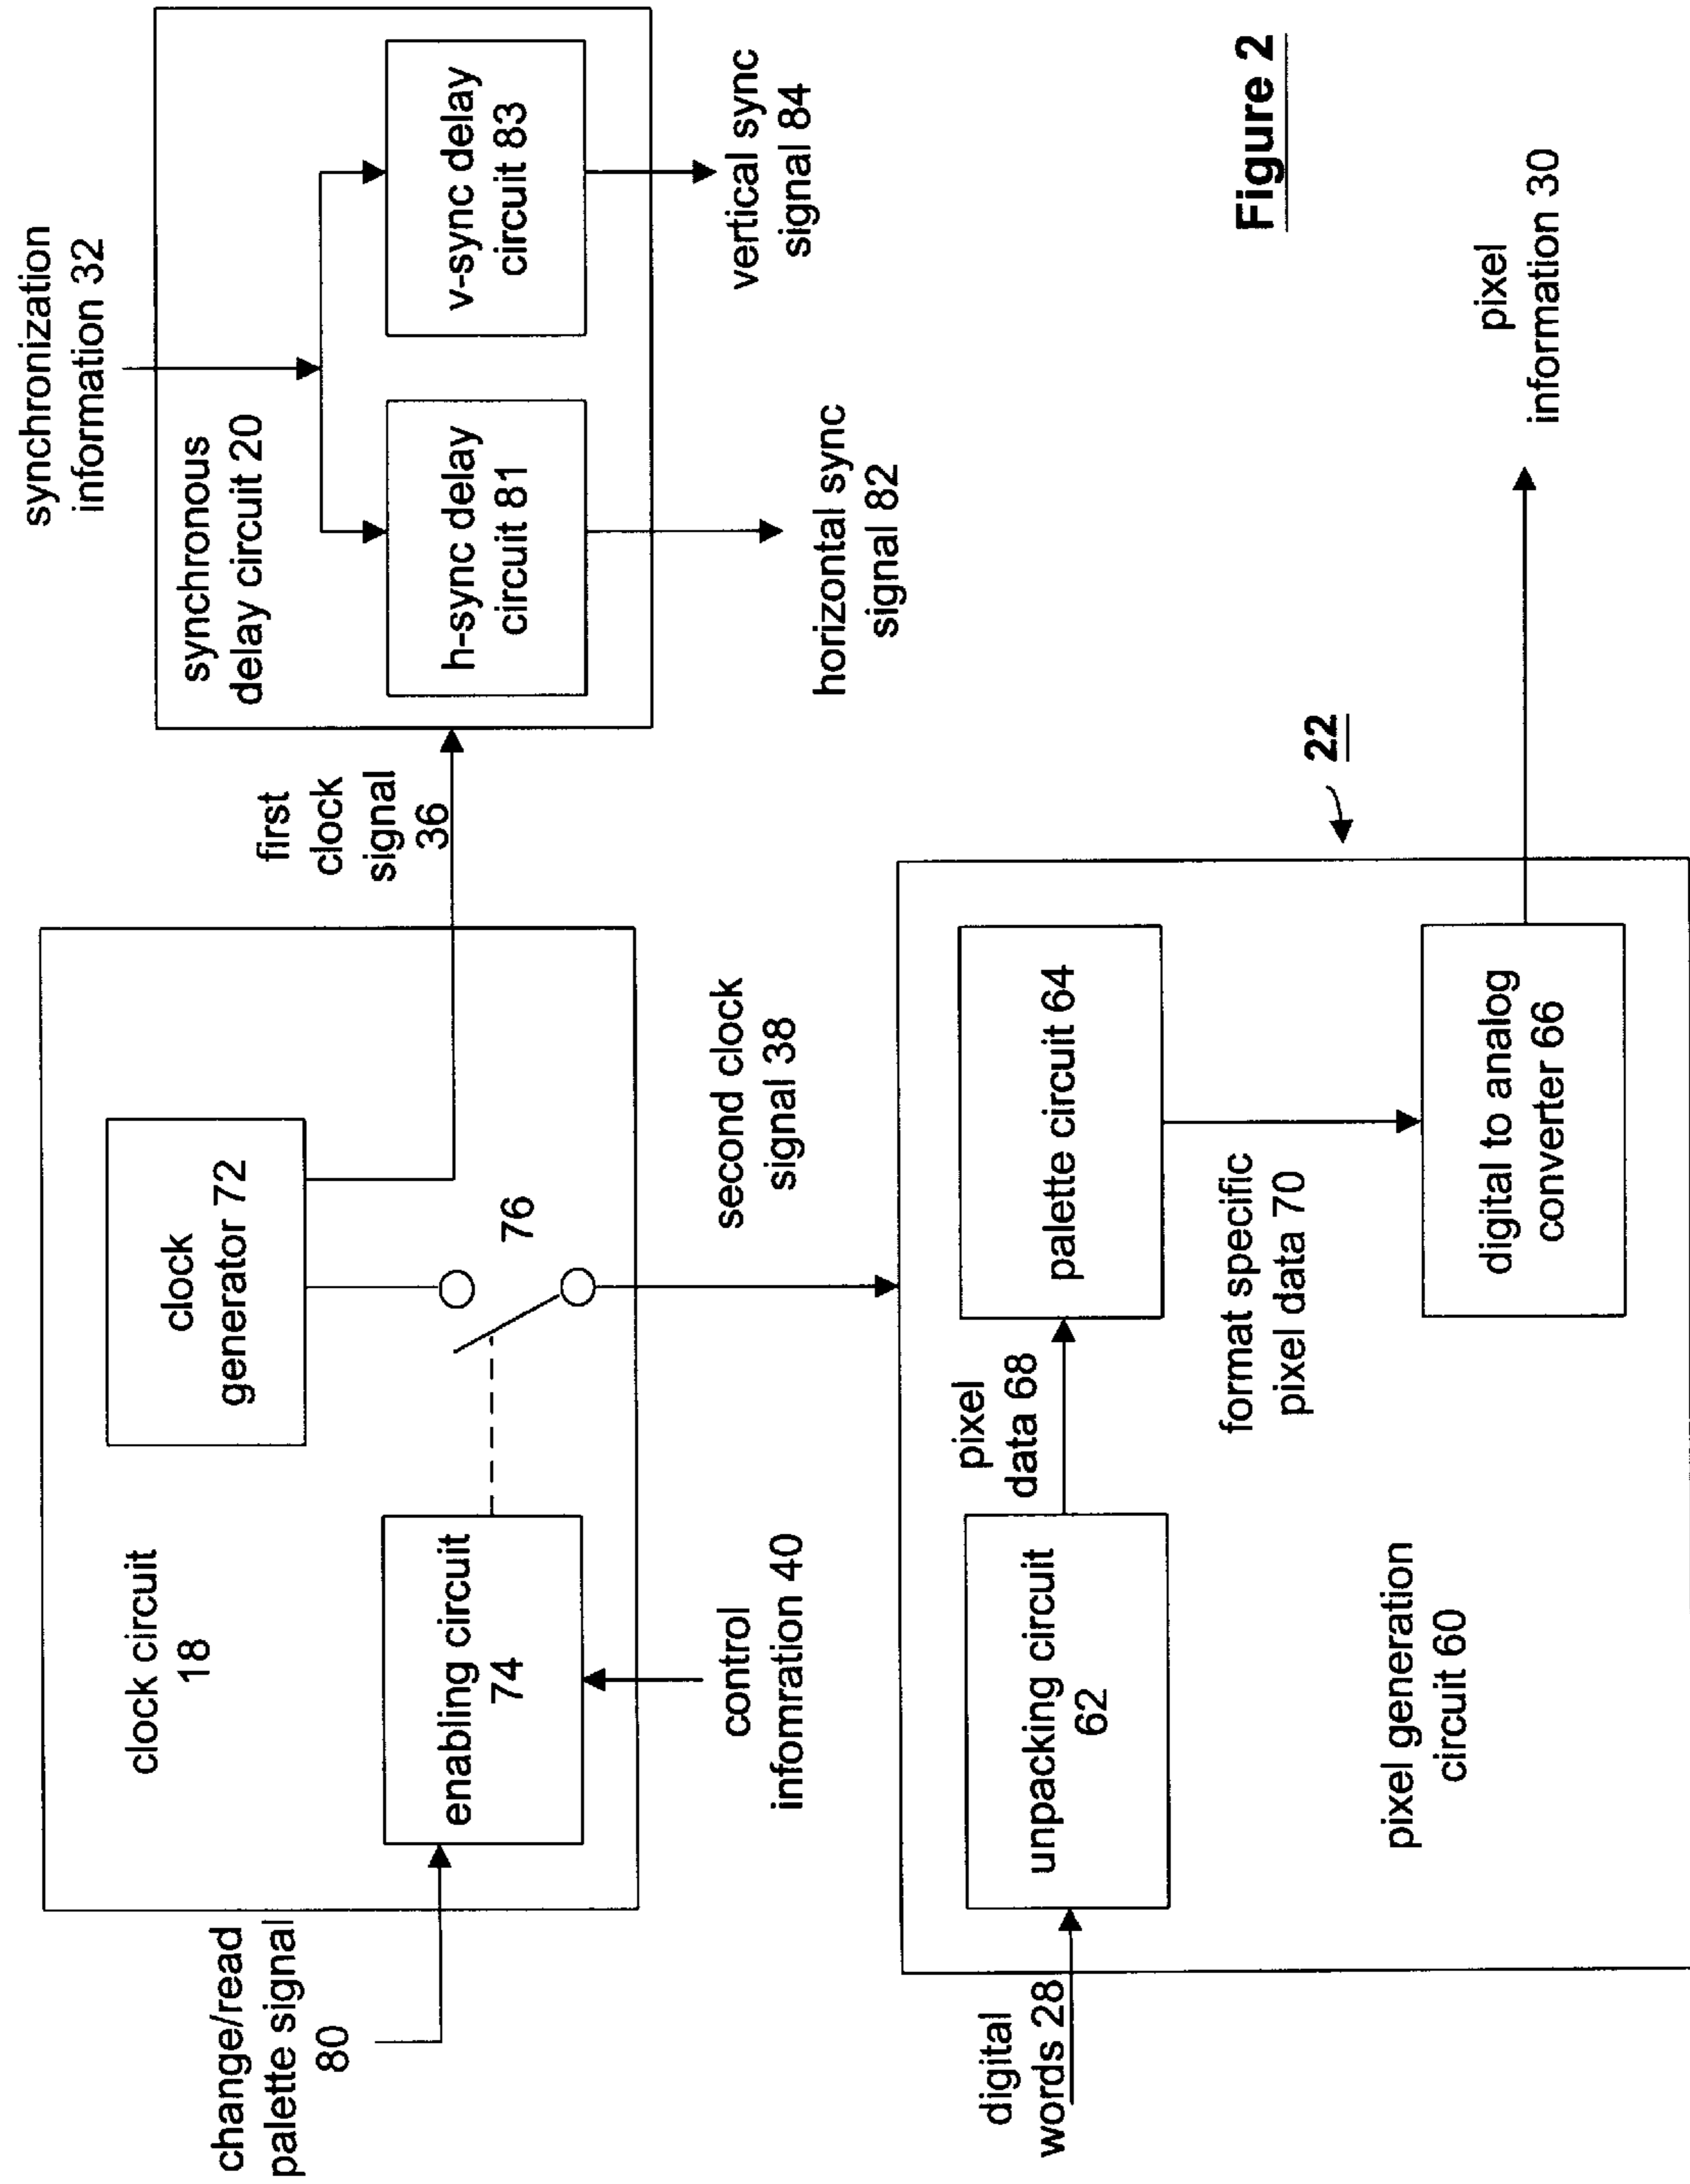 change/read
palette signal
80
clock circuit
18
enabling circuit
74
control
infomration 40
clock
generator 72
76
second clock
signal 38
first
clock
signal
36
synchronization
information 32
synchronous
delay circuit 20
h-sync delay
circuit 81
v-sync delay
circuit 83
horizontal sync
signal 82
vertical sync
signal 84
digital
words 28
unpacking circuit
62
pixel
data 68
palette circuit 64
format specific
pixel data 70
digital to analog
converter 66
pixel generation
circuit 60
22
pixel
information 30
Figure 2